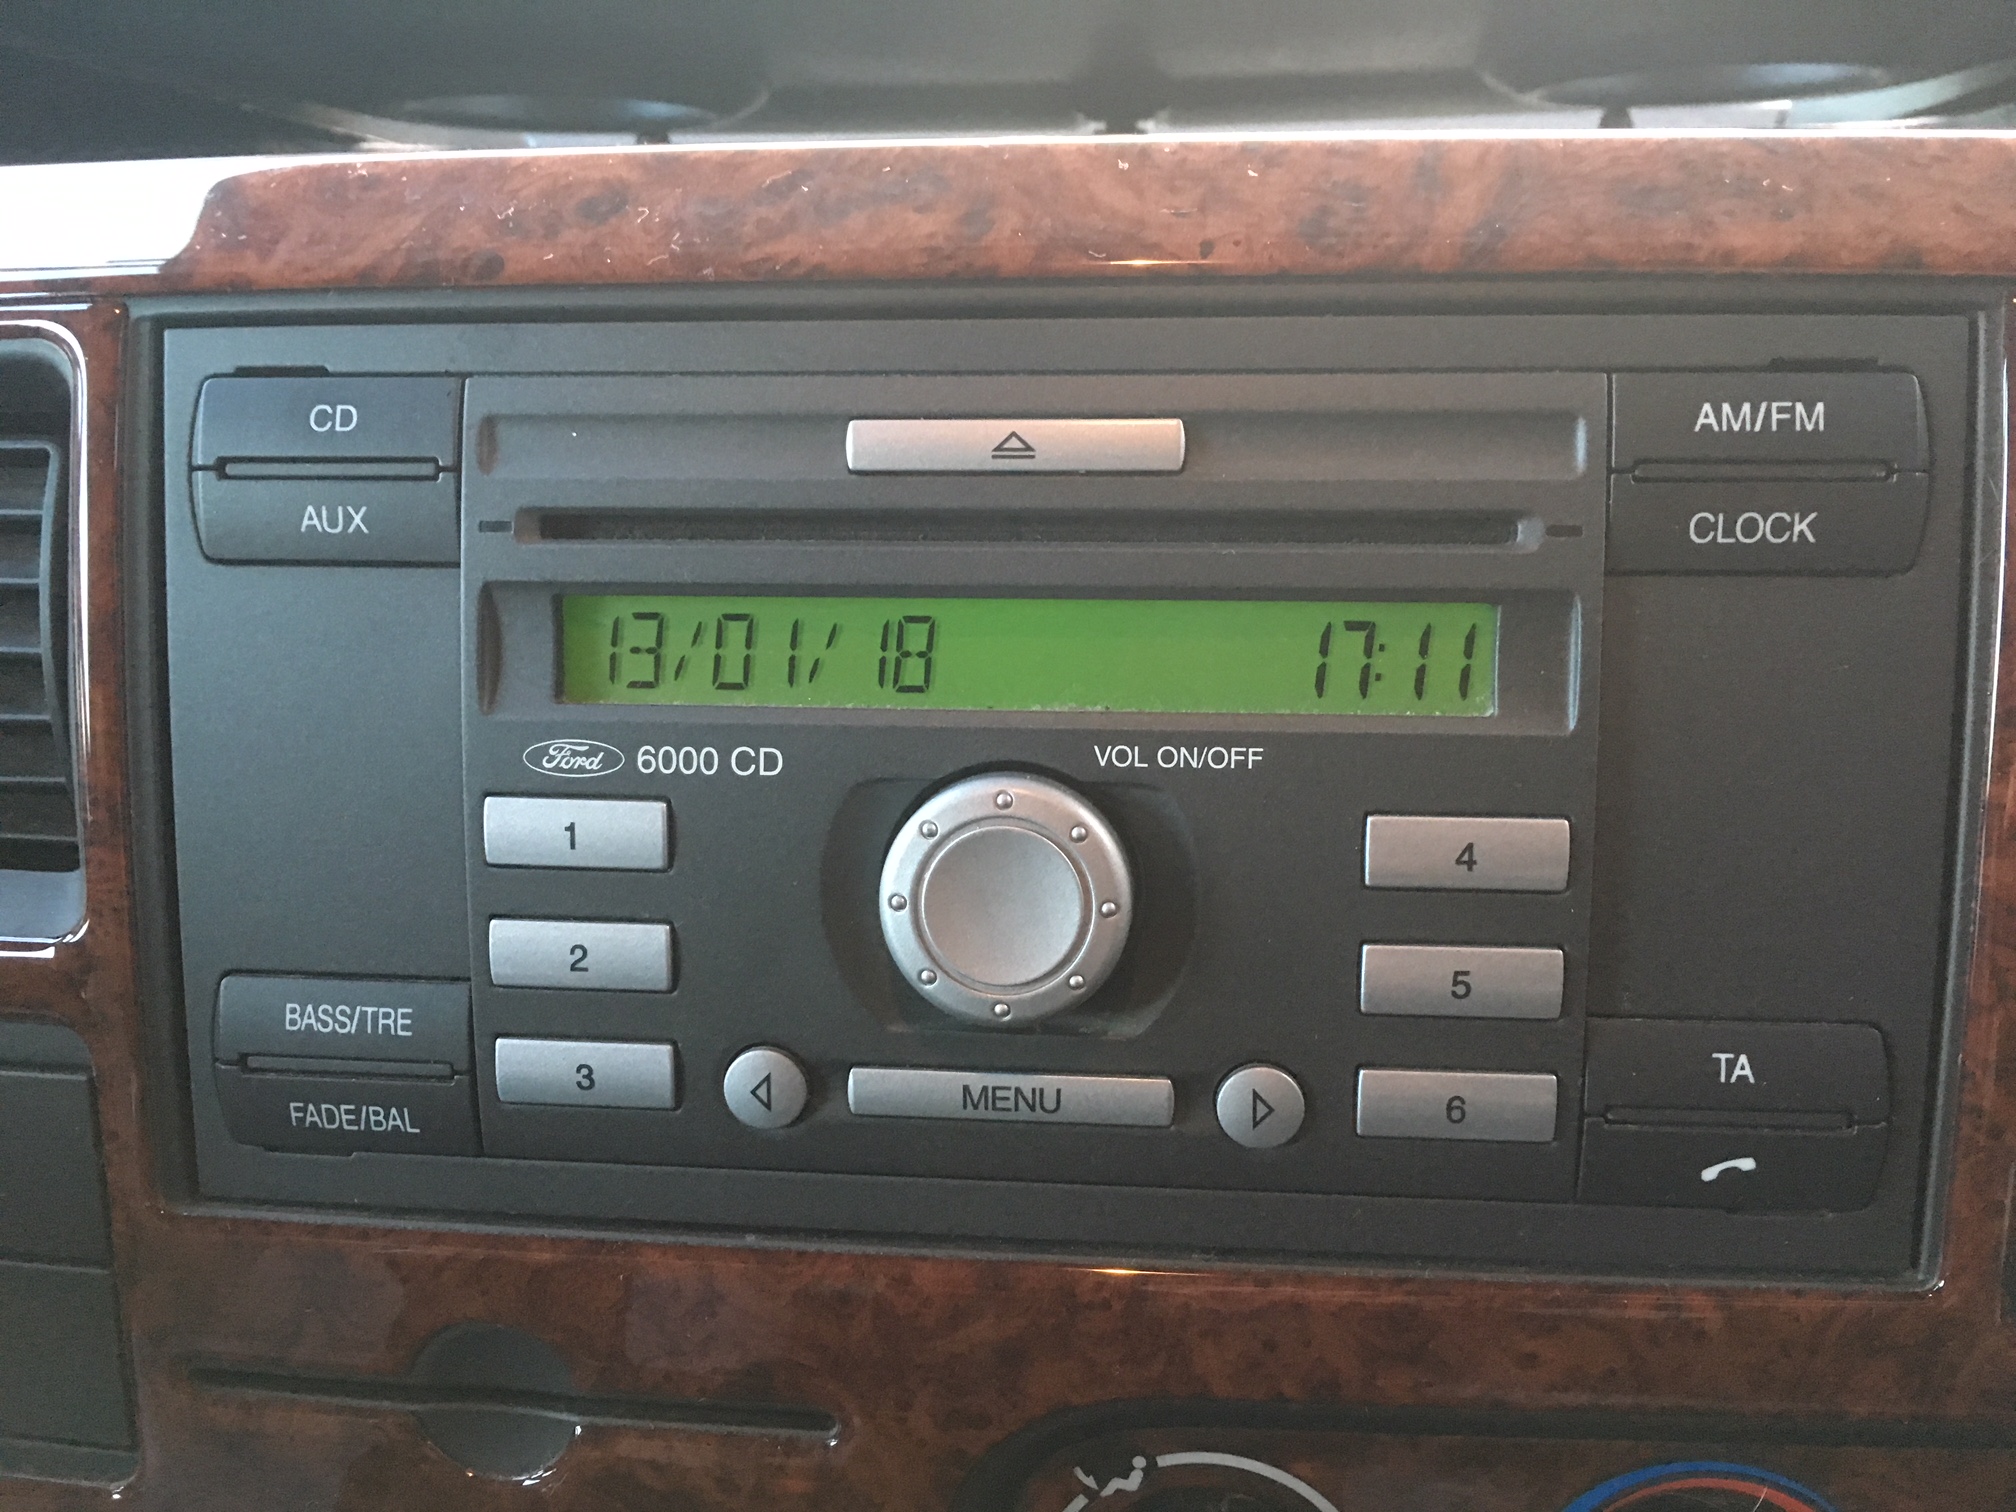 CD
AM/FM
AUX
CLOCK
13/01/18 17:11
Ford 6000 CD
VOL ON/OFF
1
4
2
5
BASS/TRE
3
MENU
6
TA
FADE/BAL